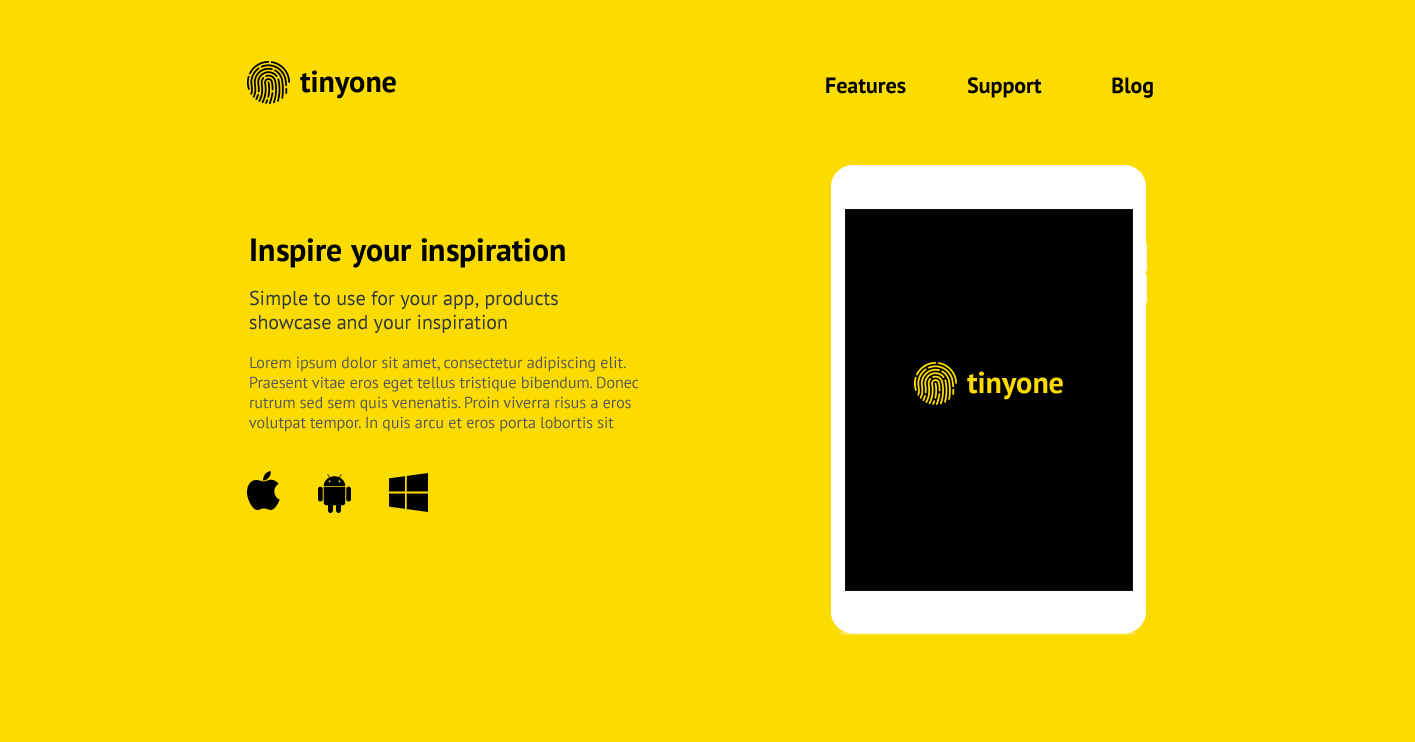 tinyone
Features
Support
Blog
Inspire your inspiration
Simple to use for your app, products
showcase and your inspiration
Lorem ipsum dolor sit amet, consectetur adipiscing elit.
Praesent vitae eros eget tellus tristique bibendum. Donec
rutrum sed sem quis venenatis. Proin viverra risus a eros
volutpat tempor. In quis arcu et eros porta lobortis sit
tinyone